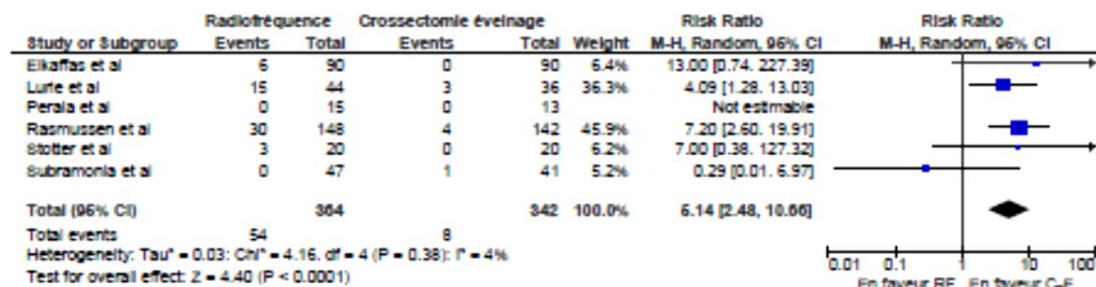 Radiofréquence Crossectomie éveinage Risk Ratio Risk Ratio
Study or Subgroup Events Total Events Total Weight M-H, Random, 95% CI M-H, Random, 95% CI
Elkaffas et al 6 90 0 90 6.4% 13.00 [0.74, 227.39]
Lurie et al 15 44 3 36 36.3% 4.09 [1.28, 13.03]
Perala et al 0 15 0 13 Not estimable
Rasmussen et al 30 148 4 142 45.9% 7.20 [2.60, 19.91]
Stotter et al 3 20 0 20 6.2% 7.00 [0.38, 127.32]
Subramonia et al 0 47 1 41 5.2% 0.29 [0.01, 6.97]
Total (95% CI) 364 342 100.0% 5.14 [2.48, 10.66]
Total events 54 8
Heterogeneity: Tau² = 0.03; Chi² = 4.16, df = 4 (P = 0.38); I² = 4%
Test for overall effect: Z = 4.40 (P < 0.0001)
0.01 0.1 1 10 100
En faveur RF En faveur C-E